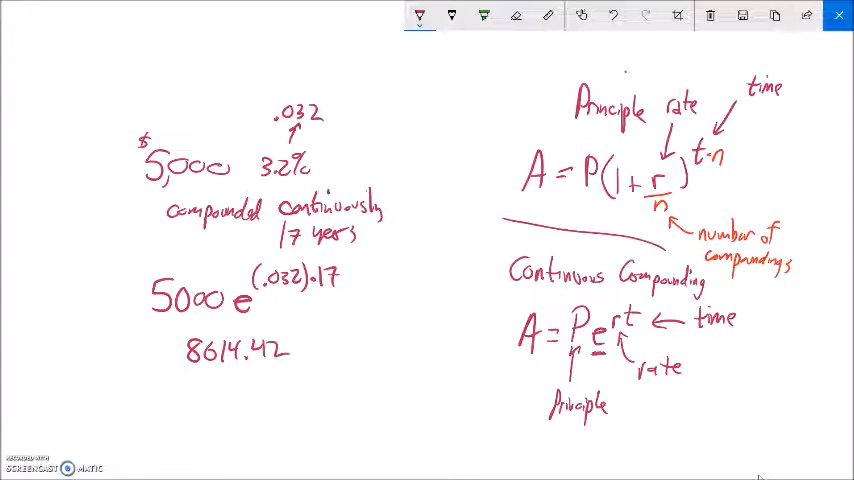 .032
$5,000 3.2%
compounded continuously
17 years
5000 e^(.032)·17
8614.42
Principle rate time
A = P(1 + r/n)^t·n
number of
compoundings
Continuous Compounding
A = Pe^rt time
rate
Principle
RECORDED WITH
SCREENCAST MATIC